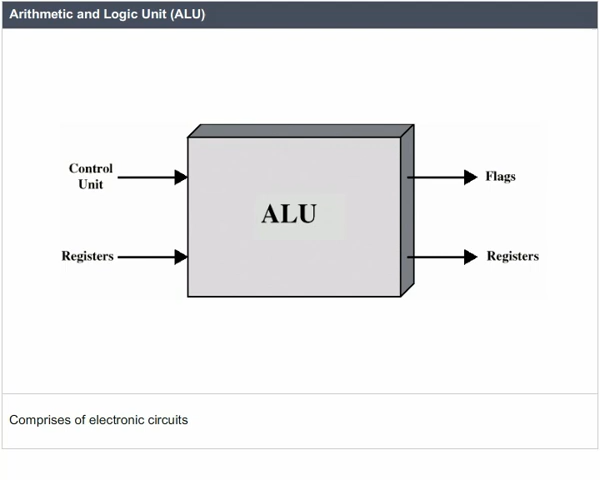 Arithmetic and Logic Unit (ALU)
Control
Unit
Flags
ALU
Registers
Registers
Comprises of electronic circuits